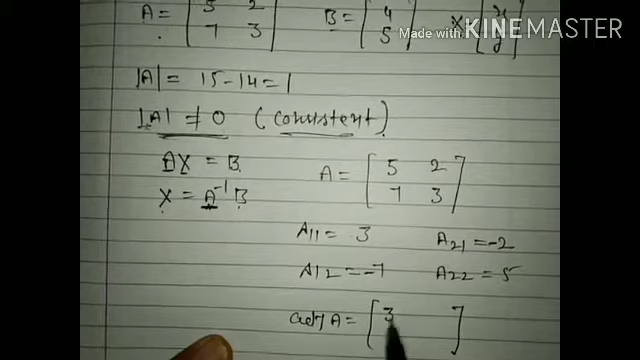 A = [5 2 B = [4 X [x
7 3] 5] y]
Made with KINEMASTER
|A| = 15-14=1
|A| ≠ 0 (consistent)
AX = B A = [5 2
X = A⁻¹ B 7 3]
A11 = 3 A21 = -2
A12 = -7 A22 = 5
adj A = [3 ]